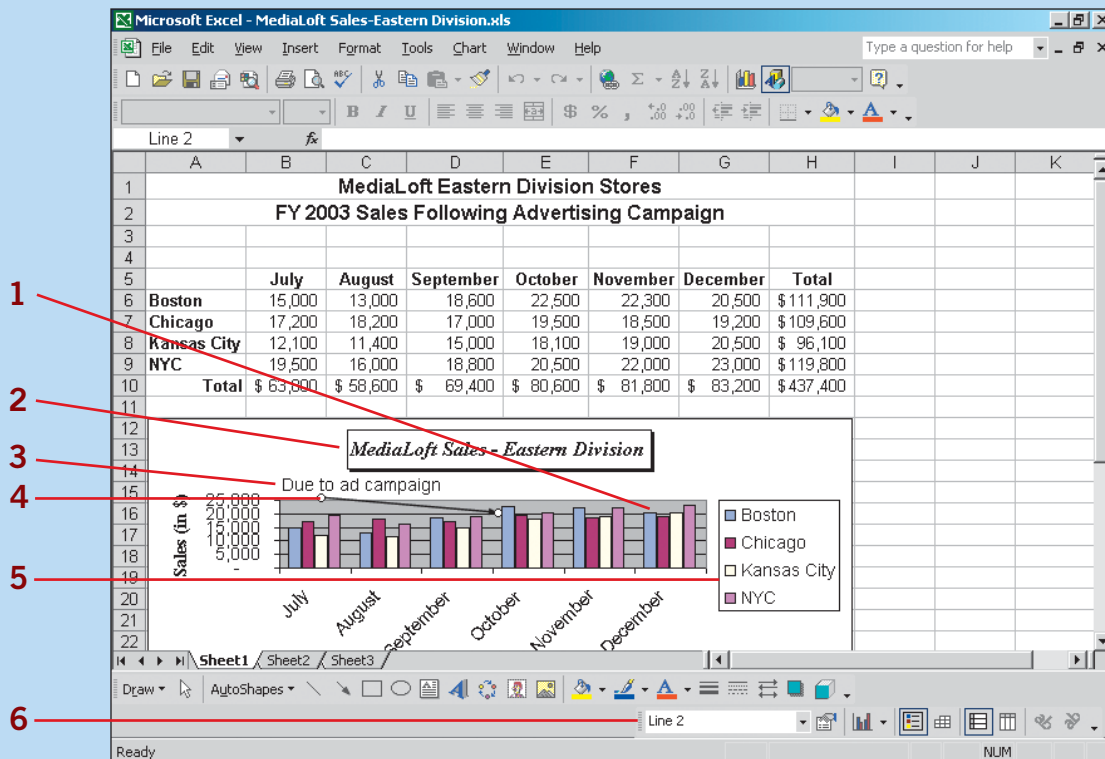 Microsoft Excel - MediaLoft Sales-Eastern Division.xls
File Edit View Insert Format Tools Chart Window Help Type a question for help
B I U $ % ,
Line 2 fx
A B C D E F G H I J K
1 MediaLoft Eastern Division Stores
2 FY 2003 Sales Following Advertising Campaign
3
4
5 July August September October November December Total
6 Boston 15,000 13,000 18,600 22,500 22,300 20,500 $111,900
7 Chicago 17,200 18,200 17,000 19,500 18,500 19,200 $109,600
8 Kansas City 12,100 11,400 15,000 18,100 19,000 20,500 $ 96,100
9 NYC 19,500 16,000 18,800 20,500 22,000 23,000 $119,800
10 Total $ 63,800 $ 58,600 $ 69,400 $ 80,600 $ 81,800 $ 83,200 $437,400
11
12
13
14
15
16
17
18
19
20
21
22
MediaLoft Sales - Eastern Division
Due to ad campaign
Sales (in $)
25,000
20,000
15,000
10,000
5,000
-
July August September October November December
Boston
Chicago
Kansas City
NYC
Sheet1 Sheet2 Sheet3
Draw AutoShapes
Line 2
Ready NUM
1
2
3
4
5
6